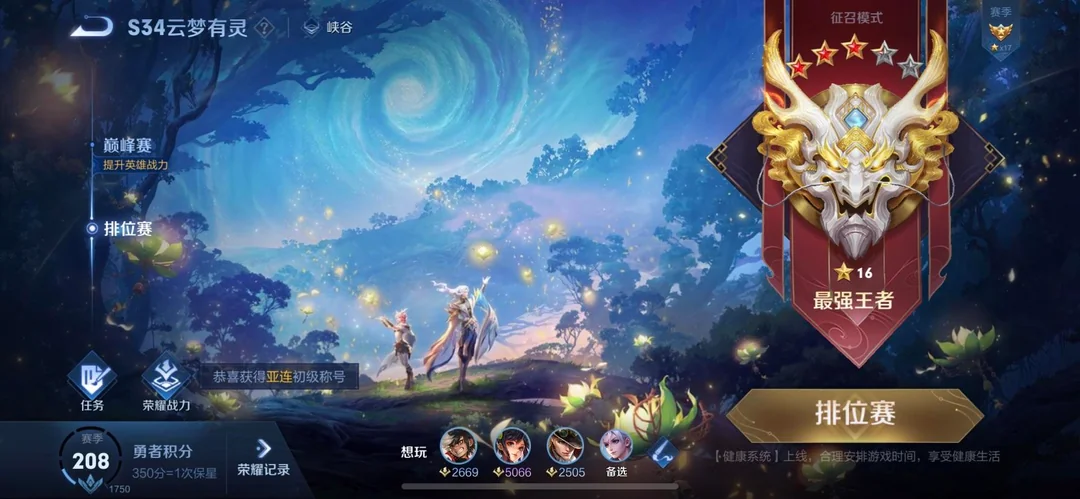 S34云梦有灵
?
峡谷
征召模式
赛季
x17
巅峰赛
提升英雄战力
排位赛
16
最强王者
恭喜获得亚连初级称号
任务
荣耀战力
排位赛
【健康系统】上线，合理安排游戏时间，享受健康生活
赛季
208
1750
勇者积分
350分=1次保星
荣耀记录
想玩
2669
5066
2505
备选